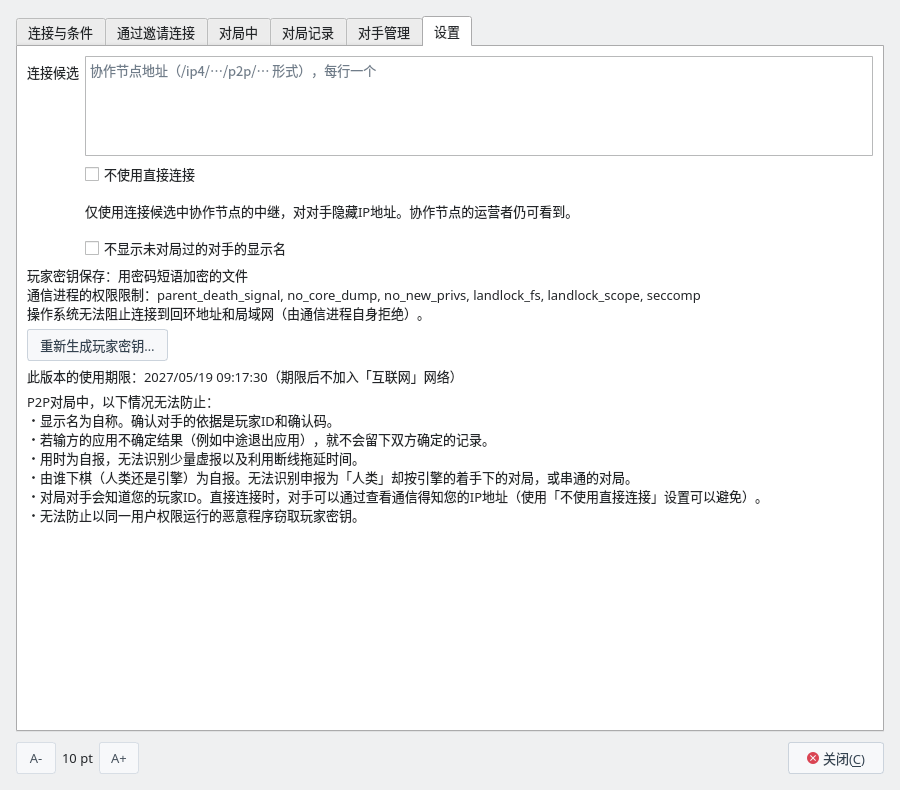 连接与条件 通过邀请连接 对局中 对局记录 对手管理 设置
连接候选
协作节点地址（/ip4/…/p2p/… 形式），每行一个
不使用直接连接
仅使用连接候选中协作节点的中继，对对手隐藏IP地址。协作节点的运营者仍可看到。
不显示未对局过的对手的显示名
玩家密钥保存：用密码短语加密的文件
通信进程的权限限制：parent_death_signal, no_core_dump, no_new_privs, landlock_fs, landlock_scope, seccomp
操作系统无法阻止连接到回环地址和局域网（由通信进程自身拒绝）。
重新生成玩家密钥...
此版本的使用期限：2027/05/19 09:17:30（期限后不加入「互联网」网络）
P2P对局中，以下情况无法防止：
・显示名为自称。确认对手的依据是玩家ID和确认码。
・若输方的应用不确定结果（例如中途退出应用），就不会留下双方确定的记录。
・用时为自报，无法识别少量虚报以及利用断线拖延时间。
・由谁下棋（人类还是引擎）为自报。无法识别申报为「人类」却按引擎的着手下的对局，或串通的对局。
・对局对手会知道您的玩家ID。直接连接时，对手可以通过查看通信得知您的IP地址（使用「不使用直接连接」设置可以避免）。
・无法防止以同一用户权限运行的恶意程序窃取玩家密钥。
A- 10 pt A+ 关闭(C)